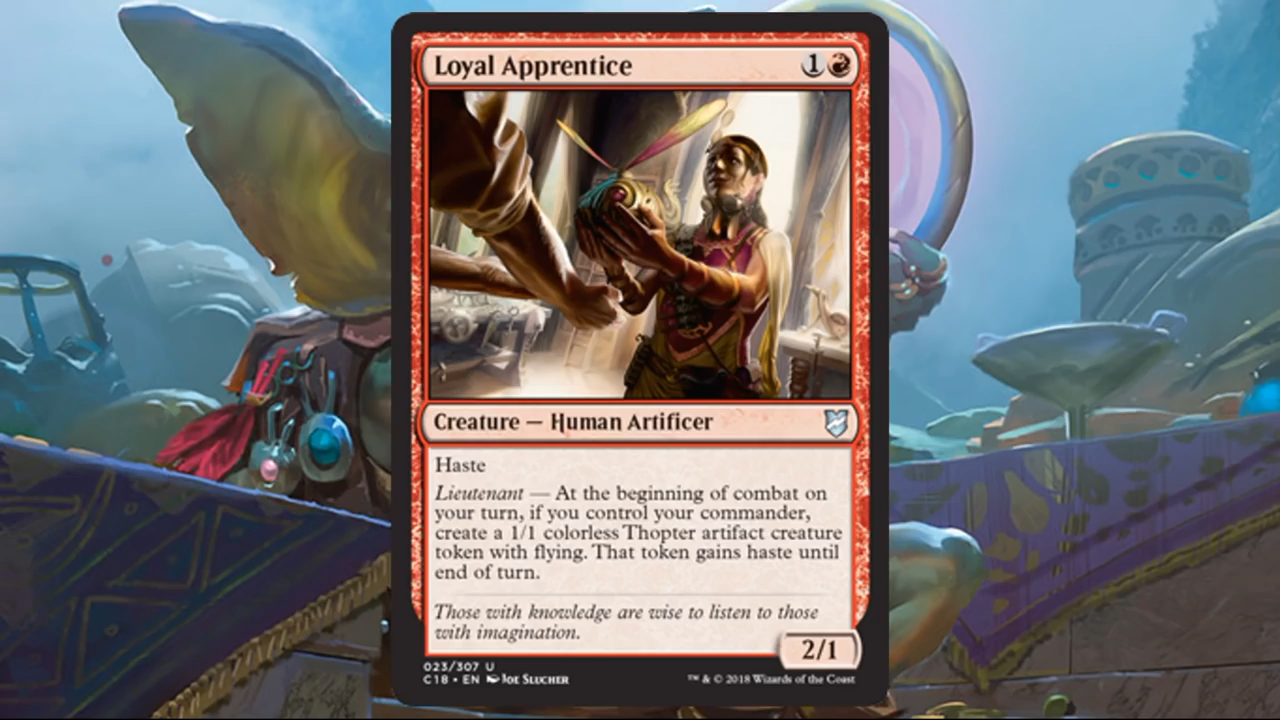 Loyal Apprentice 1
Creature — Human Artificer
Haste
Lieutenant — At the beginning of combat on
your turn, if you control your commander,
create a 1/1 colorless Thopter artifact creature
token with flying. That token gains haste until
end of turn.
Those with knowledge are wise to listen to those
with imagination.
2/1
023/307 U
C18 • EN Joe Slucher ™ & © 2018 Wizards of the Coast